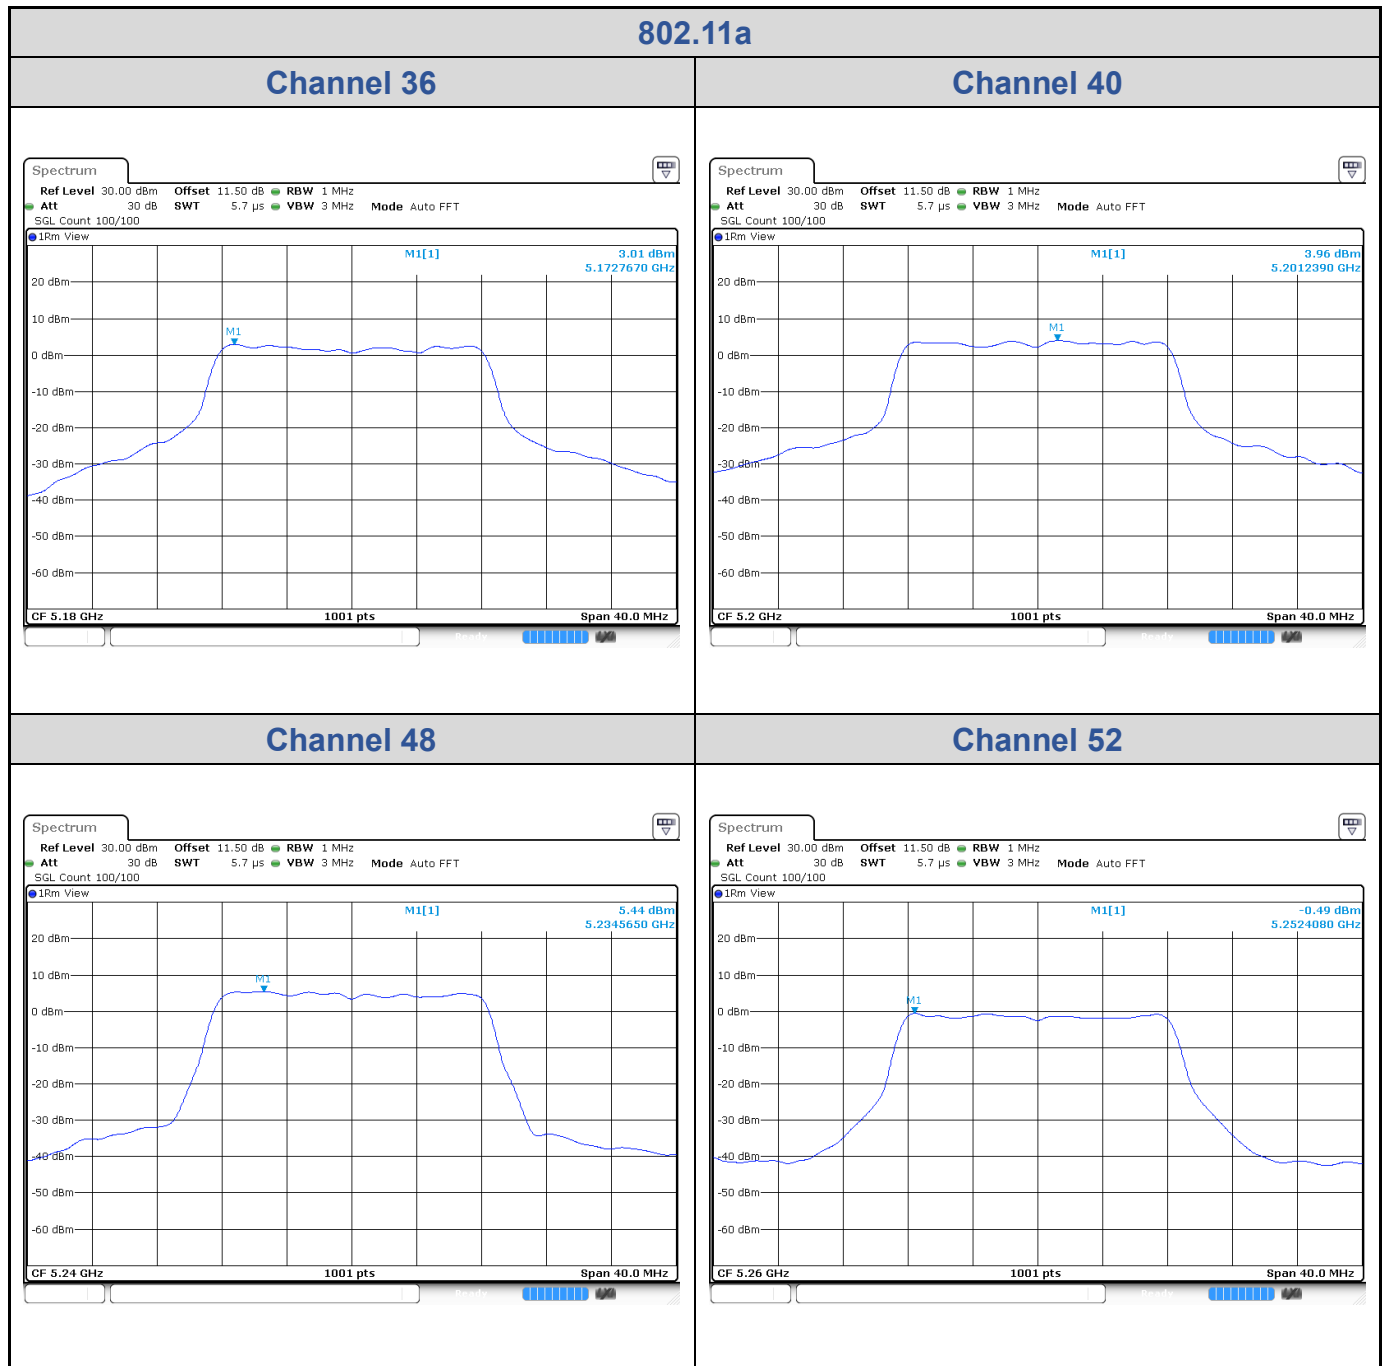 802.11a
Channel 36
Channel 40
Spectrum
Ref Level 30.00 dBm Offset 11.50 dB RBW 1 MHz
Att 30 dB SWT 5.7 µs VBW 3 MHz Mode Auto FFT
SGL Count 100/100
1Rm View
M1[1] 3.01 dBm
5.1727670 GHz
20 dBm
10 dBm
M1
0 dBm
-10 dBm
-20 dBm
-30 dBm
-40 dBm
-50 dBm
-60 dBm
CF 5.18 GHz 1001 pts Span 40.0 MHz
Ready
Spectrum
Ref Level 30.00 dBm Offset 11.50 dB RBW 1 MHz
Att 30 dB SWT 5.7 µs VBW 3 MHz Mode Auto FFT
SGL Count 100/100
1Rm View
M1[1] 3.96 dBm
5.2012390 GHz
20 dBm
10 dBm
M1
0 dBm
-10 dBm
-20 dBm
-30 dBm
-40 dBm
-50 dBm
-60 dBm
CF 5.2 GHz 1001 pts Span 40.0 MHz
Ready
Channel 48
Channel 52
Spectrum
Ref Level 30.00 dBm Offset 11.50 dB RBW 1 MHz
Att 30 dB SWT 5.7 µs VBW 3 MHz Mode Auto FFT
SGL Count 100/100
1Rm View
M1[1] 5.44 dBm
5.2345650 GHz
20 dBm
10 dBm
M1
0 dBm
-10 dBm
-20 dBm
-30 dBm
-40 dBm
-50 dBm
-60 dBm
CF 5.24 GHz 1001 pts Span 40.0 MHz
Ready
Spectrum
Ref Level 30.00 dBm Offset 11.50 dB RBW 1 MHz
Att 30 dB SWT 5.7 µs VBW 3 MHz Mode Auto FFT
SGL Count 100/100
1Rm View
M1[1] -0.49 dBm
5.2524080 GHz
20 dBm
10 dBm
M1
0 dBm
-10 dBm
-20 dBm
-30 dBm
-40 dBm
-50 dBm
-60 dBm
CF 5.26 GHz 1001 pts Span 40.0 MHz
Ready